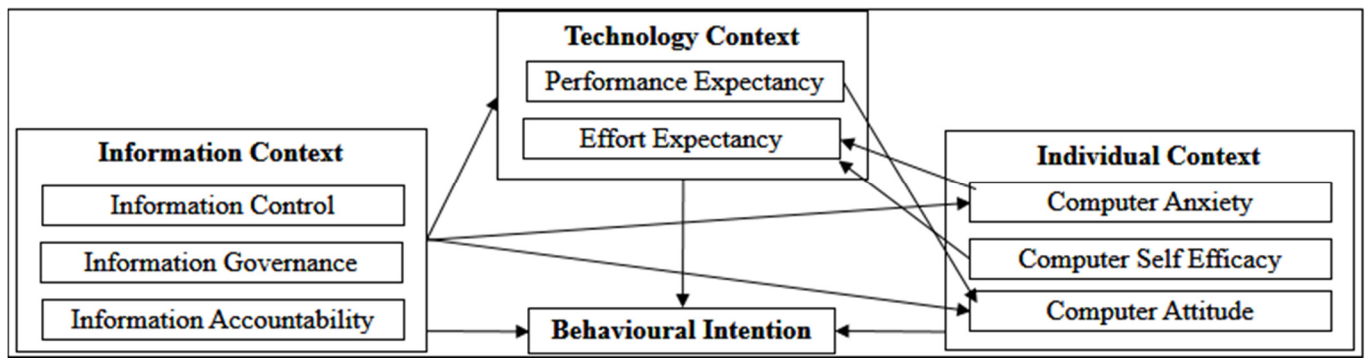 Technology Context
Performance Expectancy
Effort Expectancy
Information Context
Information Control
Information Governance
Information Accountability
Individual Context
Computer Anxiety
Computer Self Efficacy
Computer Attitude
Behavioural Intention